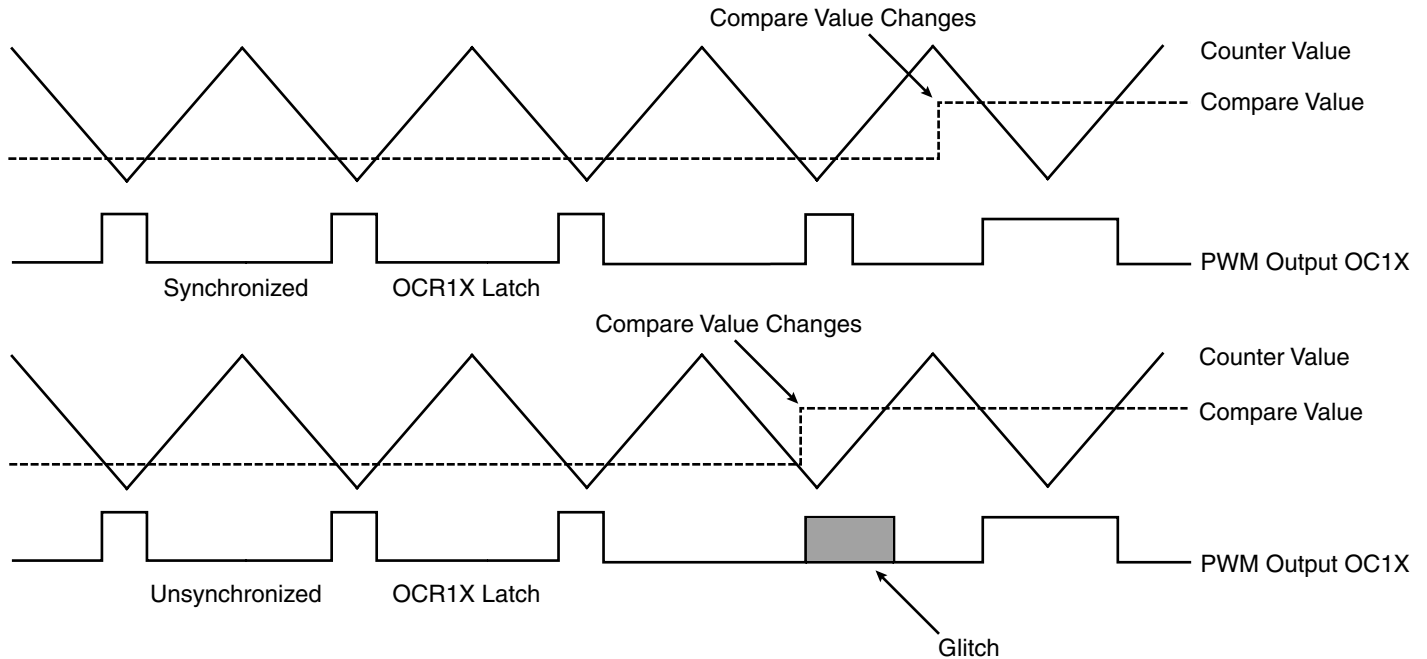 Compare Value Changes
Counter Value
Compare Value
PWM Output OC1X
Synchronized OCR1X Latch
Compare Value Changes
Counter Value
Compare Value
PWM Output OC1X
Unsynchronized OCR1X Latch
Glitch